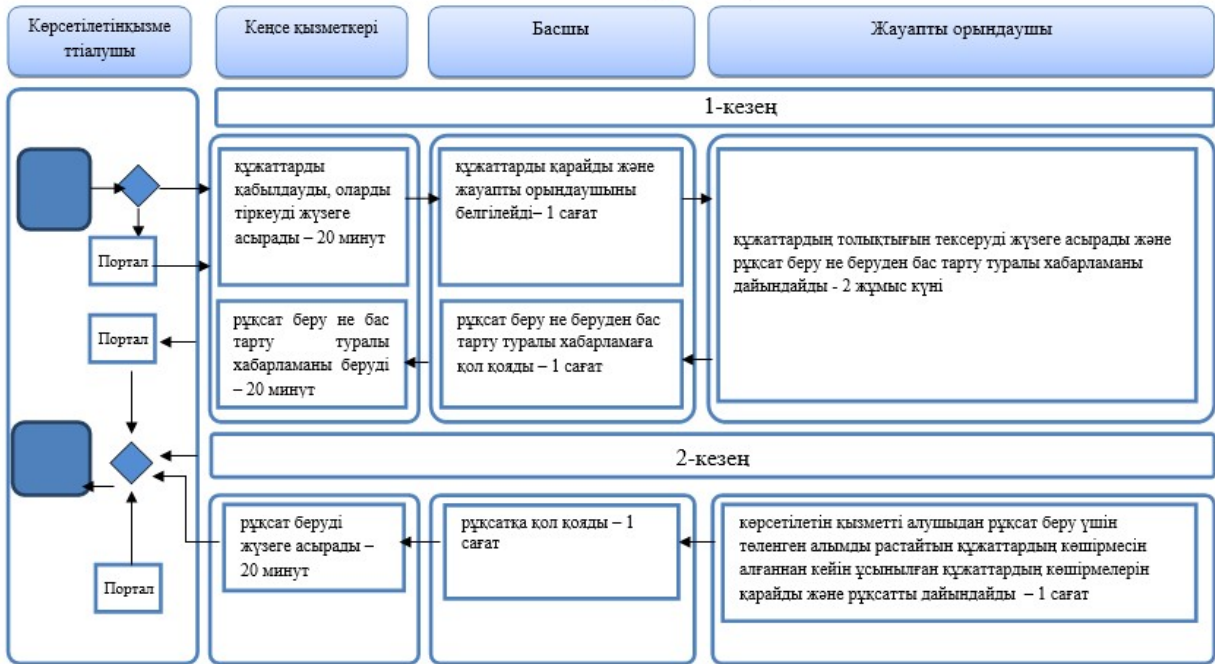 Көрсетілетінқызме
ттіалушы
Кеңсе қызметкері
Басшы
Жауапты орындаушы
1-кезең
құжаттарды
қабылдауды, оларды
тіркеуді жүзеге
асырады – 20 минут
құжаттарды қарайды және
жауапты орындаушыны
белгілейді– 1 сағат
құжаттардың толықтығын тексеруді жүзеге асырады және
рұқсат беру не беруден бас тарту туралы хабарламаны
дайындайды - 2 жұмыс күні
Портал
Портал
рұқсат беру не бас
тарту туралы
хабарламаны беруді
– 20 минут
рұқсат беру не беруден бас
тарту туралы хабарламаға
қол қояды – 1 сағат
2-кезең
рұқсат беруді
жүзеге асырады –
20 минут
рұқсатқа қол қояды – 1
сағат
көрсетілетін қызметті алушыдан рұқсат беру үшін
төленген алымды растайтын құжаттардың көшірмесін
алғаннан кейін ұсынылған құжаттардың көшірмелерін
қарайды және рұқсатты дайындайды – 1 сағат
Портал